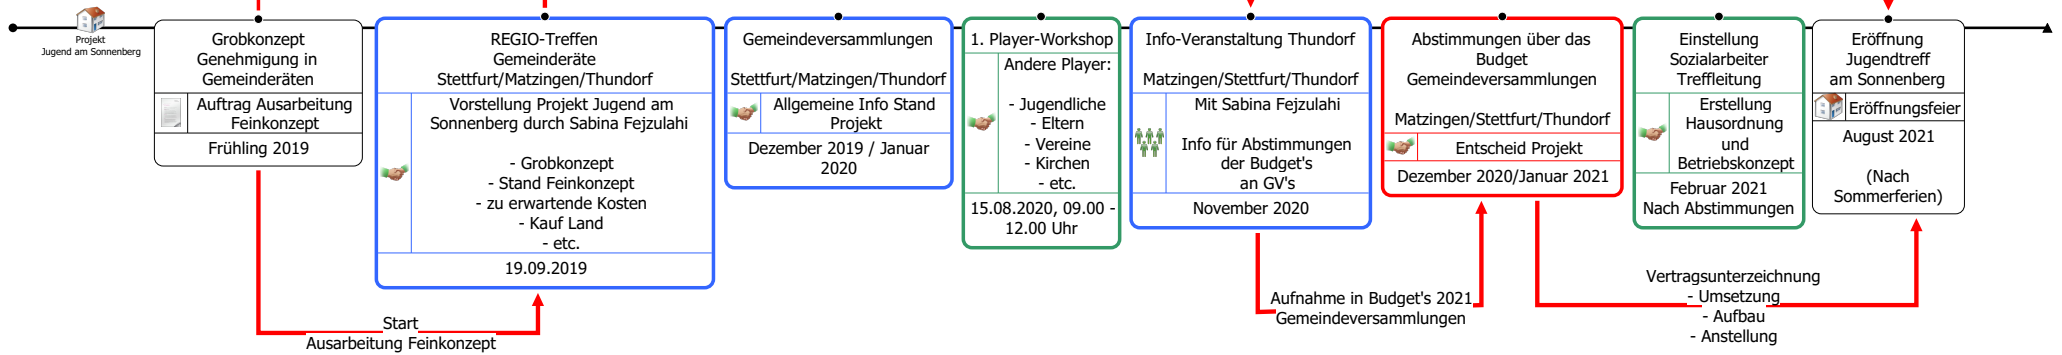 Projekt
Jugend am Sonnenberg
Grobkonzept
Genehmigung in
Gemeinderäten
Auftrag Ausarbeitung
Feinkonzept
Frühling 2019
REGIO-Treffen
Gemeinderäte
Stettfurt/Matzingen/Thundorf
Vorstellung Projekt Jugend am
Sonnenberg durch Sabina Fejzulahi
- Grobkonzept
- Stand Feinkonzept
- zu erwartende Kosten
- Kauf Land
- etc.
19.09.2019
Gemeindeversammlungen
Stettfurt/Matzingen/Thundorf
Allgemeine Info Stand
Projekt
Dezember 2019 / Januar
2020
1. Player-Workshop
Andere Player:
- Jugendliche
- Eltern
- Vereine
- Kirchen
- etc.
15.08.2020, 09.00 -
12.00 Uhr
Info-Veranstaltung Thundorf
Matzingen/Stettfurt/Thundorf
Mit Sabina Fejzulahi
Info für Abstimmungen
der Budget's
an GV's
November 2020
Abstimmungen über das
Budget
Gemeindeversammlungen
Matzingen/Stettfurt/Thundorf
Entscheid Projekt
Dezember 2020/Januar 2021
Einstellung
Sozialarbeiter
Treffleitung
Erstellung
Hausordnung
und
Betriebskonzept
Februar 2021
Nach Abstimmungen
Eröffnung
Jugendtreff
am Sonnenberg
Eröffnungsfeier
August 2021
(Nach
Sommerferien)
Start
Ausarbeitung Feinkonzept
Aufnahme in Budget's 2021
Gemeindeversammlungen
Vertragsunterzeichnung
- Umsetzung
- Aufbau
- Anstellung